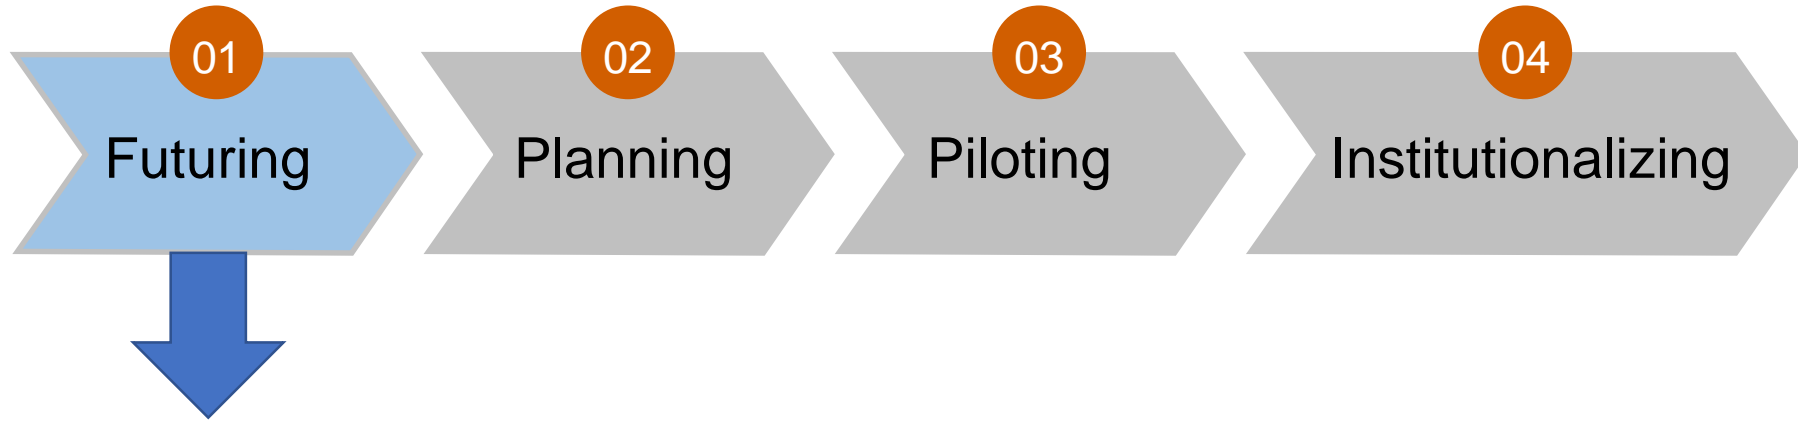 01
Futuring
02
Planning
03
Piloting
04
Institutionalizing